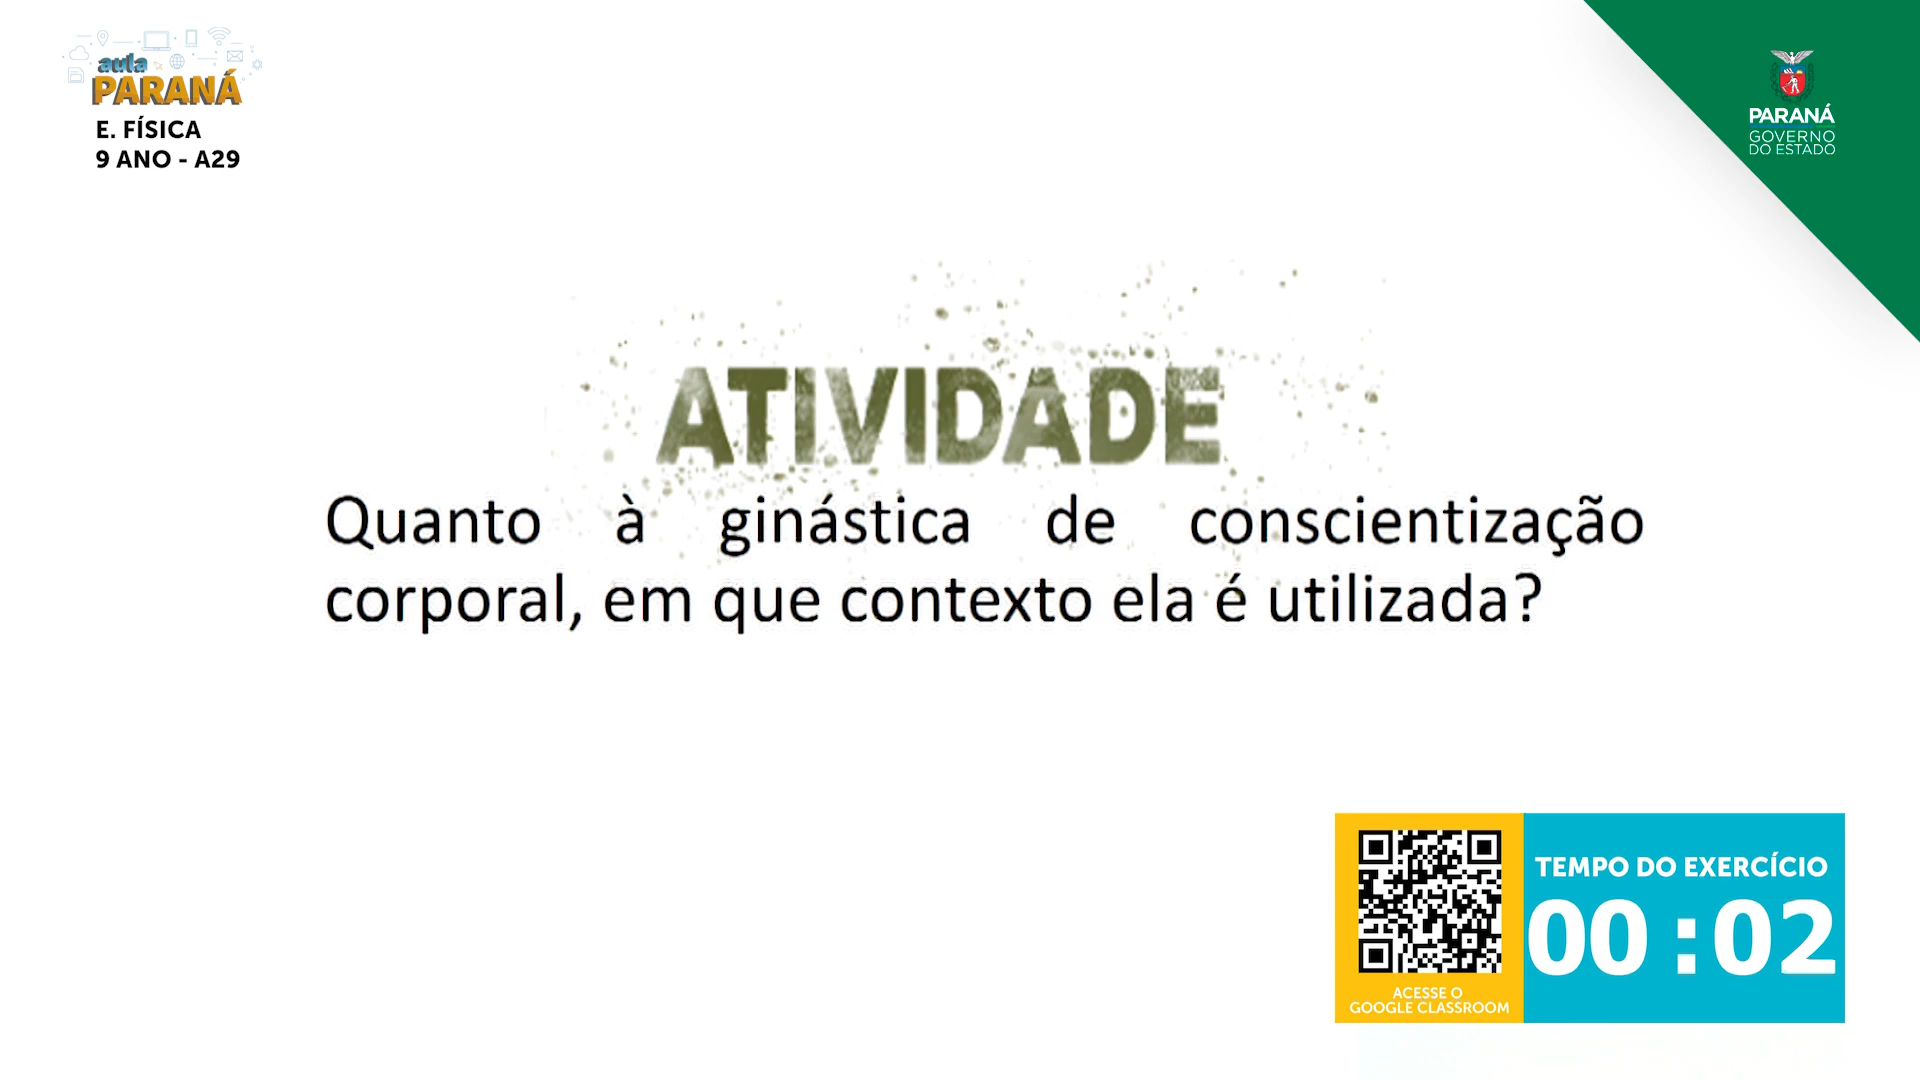 aula
PARANÁ
E. FÍSICA
9 ANO - A29
PARANÁ
GOVERNO
DO ESTADO
ATIVIDADE
Quanto à ginástica de conscientização
corporal, em que contexto ela é utilizada?
TEMPO DO EXERCÍCIO
00 : 02
ACESSE O
GOOGLE CLASSROOM